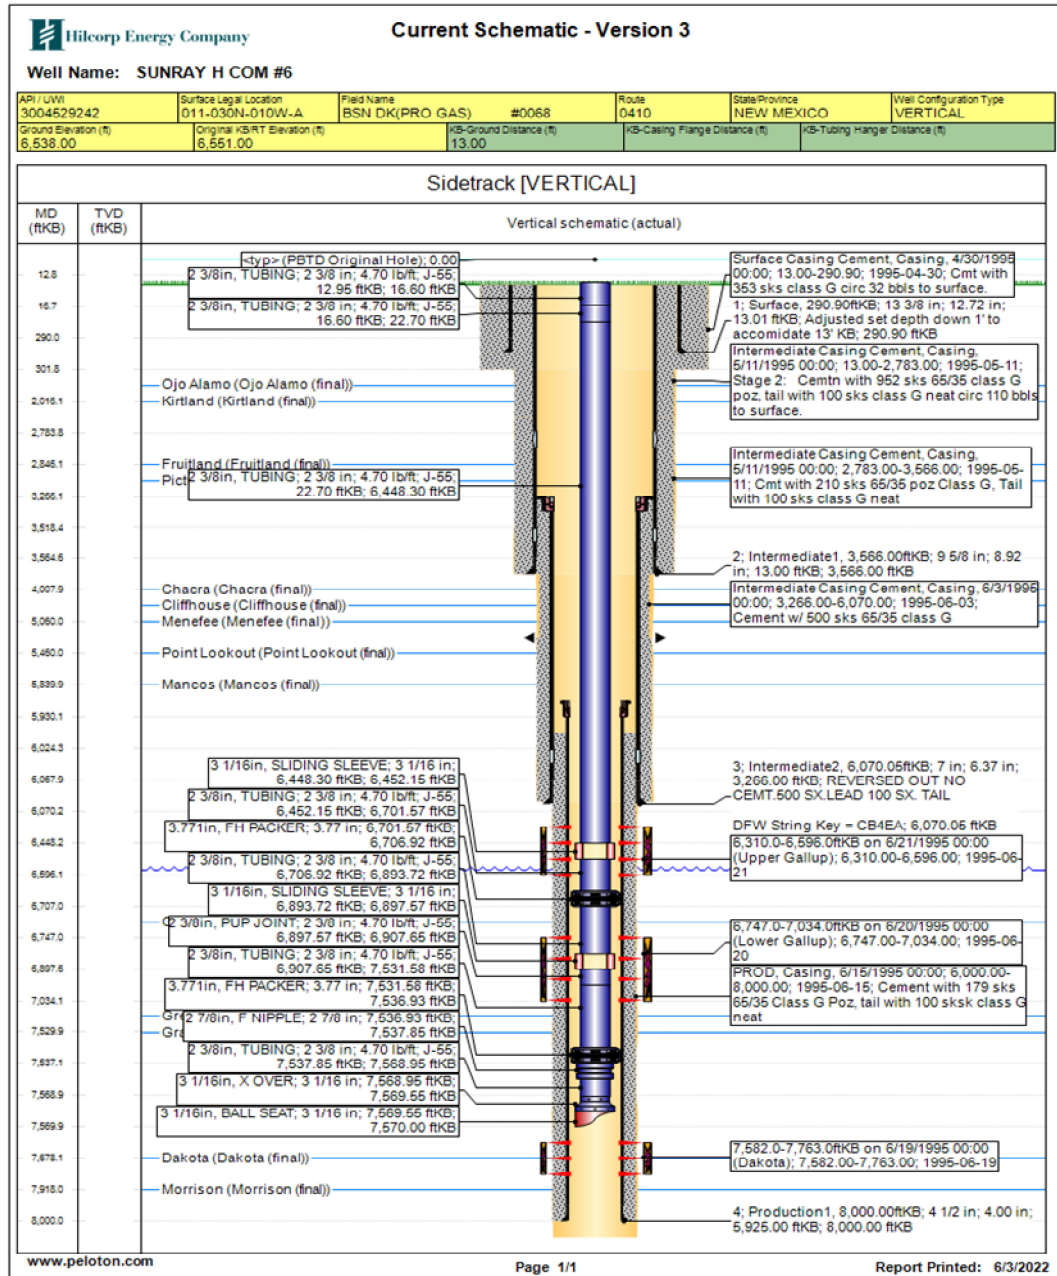 Hilcorp Energy Company
Current Schematic - Version 3
Well Name: SUNRAY H COM #6
API / UWI
3004529242
Surface Legal Location
011-030N-010W-A
Field Name
BSN DK(PRO GAS) #0068
Route
0410
State/Province
NEW MEXICO
Well Configuration Type
VERTICAL
Ground Elevation (ft)
6,538.00
Original KB/RT Elevation (ft)
6,551.00
KB-Ground Distance (ft)
13.00
KB-Casing Flange Distance (ft)
KB-Tubing Hanger Distance (ft)
Sidetrack [VERTICAL]
MD
(ftKB)
TVD
(ftKB)
Vertical schematic (actual)
12.8
16.7
290.0
301.8
2,016.1
2,783.8
2,846.1
3,266.1
3,518.4
3,564.6
4,007.9
5,060.0
5,460.0
5,839.9
5,930.1
6,024.3
6,067.9
6,070.2
6,448.2
6,596.1
6,707.0
6,747.0
6,897.6
7,034.1
7,529.9
7,537.1
7,568.9
7,569.9
7,678.1
7,918.0
8,000.0
<typ> (PBTD Original Hole); 0.00
2 3/8in, TUBING; 2 3/8 in; 4.70 lb/ft; J-55;
12.95 ftKB; 16.60 ftKB
2 3/8in, TUBING; 2 3/8 in; 4.70 lb/ft; J-55;
16.60 ftKB; 22.70 ftKB
Ojo Alamo (Ojo Alamo (final))
Kirtland (Kirtland (final))
Fruitland (Fruitland (final))
Pict
2 3/8in, TUBING; 2 3/8 in; 4.70 lb/ft; J-55;
22.70 ftKB; 6,448.30 ftKB
Chacra (Chacra (final))
Cliffhouse (Cliffhouse (final))
Menefee (Menefee (final))
Point Lookout (Point Lookout (final))
Mancos (Mancos (final))
3 1/16in, SLIDING SLEEVE; 3 1/16 in;
6,448.30 ftKB; 6,452.15 ftKB
2 3/8in, TUBING; 2 3/8 in; 4.70 lb/ft; J-55;
6,452.15 ftKB; 6,701.57 ftKB
3.771in, FH PACKER; 3.77 in; 6,701.57 ftKB;
6,706.92 ftKB
2 3/8in, TUBING; 2 3/8 in; 4.70 lb/ft; J-55;
6,706.92 ftKB; 6,893.72 ftKB
3 1/16in, SLIDING SLEEVE; 3 1/16 in;
6,893.72 ftKB; 6,897.57 ftKB
2 3/8in, PUP JOINT; 2 3/8 in; 4.70 lb/ft; J-55;
6,897.57 ftKB; 6,907.65 ftKB
2 3/8in, TUBING; 2 3/8 in; 4.70 lb/ft; J-55;
6,907.65 ftKB; 7,531.58 ftKB
3.771in, FH PACKER; 3.77 in; 7,531.58 ftKB;
7,536.93 ftKB
2 7/8in, F NIPPLE; 2 7/8 in; 7,536.93 ftKB;
7,537.85 ftKB
2 3/8in, TUBING; 2 3/8 in; 4.70 lb/ft; J-55;
7,537.85 ftKB; 7,568.95 ftKB
3 1/16in, X OVER; 3 1/16 in; 7,568.95 ftKB;
7,569.55 ftKB
3 1/16in, BALL SEAT; 3 1/16 in; 7,569.55 ftKB;
7,570.00 ftKB
Dakota (Dakota (final))
Morrison (Morrison (final))
Surface Casing Cement, Casing, 4/30/1995
00:00; 13.00-290.90; 1995-04-30; Cmt with
353 sks class G circ 32 bbls to surface.
1; Surface, 290.90ftKB; 13 3/8 in; 12.72 in;
13.01 ftKB; Adjusted set depth down 1' to
accomidate 13' KB; 290.90 ftKB
Intermediate Casing Cement, Casing,
5/11/1995 00:00; 13.00-2,783.00; 1995-05-11;
Stage 2: Cemtn with 952 sks 65/35 class G
poz, tail with 100 sks class G neat circ 110 bbls
to surface.
Intermediate Casing Cement, Casing,
5/11/1995 00:00; 2,783.00-3,566.00; 1995-05-
11; Cmt with 210 sks 65/35 poz Class G, Tail
with 100 sks class G neat
2; Intermediate1, 3,566.00ftKB; 9 5/8 in; 8.92
in; 13.00 ftKB; 3,566.00 ftKB
Intermediate Casing Cement, Casing, 6/3/1995
00:00; 3,266.00-6,070.00; 1995-06-03;
Cement w/ 500 sks 65/35 class G
3; Intermediate2, 6,070.05ftKB; 7 in; 6.37 in;
3,266.00 ftKB; REVERSED OUT NO
CEMT.500 SX.LEAD 100 SX. TAIL
DFW String Key = CB4EA; 6,070.05 ftKB
6,310.0-6,596.0ftKB on 6/21/1995 00:00
(Upper Gallup); 6,310.00-6,596.00; 1995-06-
21
6,747.0-7,034.0ftKB on 6/20/1995 00:00
(Lower Gallup); 6,747.00-7,034.00; 1995-06-
20
PROD, Casing, 6/15/1995 00:00; 6,000.00-
8,000.00; 1995-06-15; Cement with 179 sks
65/35 Class G Poz, tail with 100 sksk class G
neat
7,582.0-7,763.0ftKB on 6/19/1995 00:00
(Dakota); 7,582.00-7,763.00; 1995-06-19
4; Production1, 8,000.00ftKB; 4 1/2 in; 4.00 in;
5,925.00 ftKB; 8,000.00 ftKB
www.peloton.com
Page 1/1
Report Printed: 6/3/2022